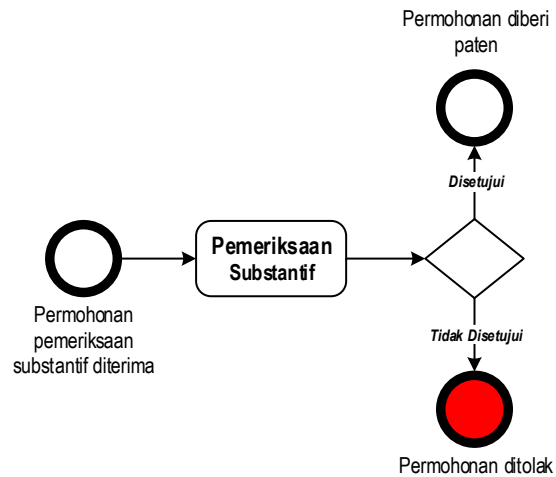 Permohonan diberi
paten
Disetujui
Pemeriksaan
Substantif
Permohonan
pemeriksaan
substantif diterima
Tidak Disetujui
Permohonan ditolak